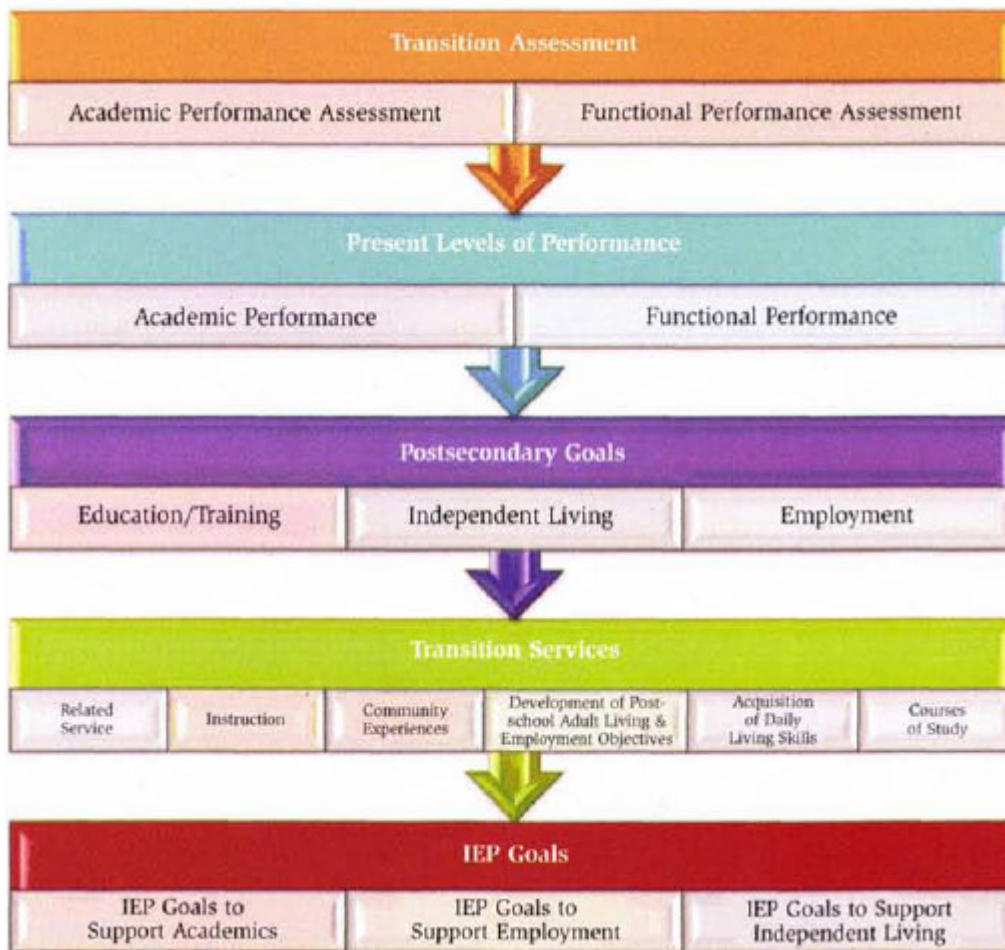 Transition Assessment
Academic Performance Assessment
Functional Performance Assessment
Present Levels of Performance
Academic Performance
Functional Performance
Postsecondary Goals
Education/Training
Independent Living
Employment
Transition Services
Related
Service
Instruction
Community
Experiences
Development of Post-
school Adult Living &
Employment Objectives
Acquisition
of Daily
Living Skills
Courses
of Study
IEP Goals
IEP Goals to
Support Academics
IEP Goals to
Support Employment
IEP Goals to Support
Independent Living